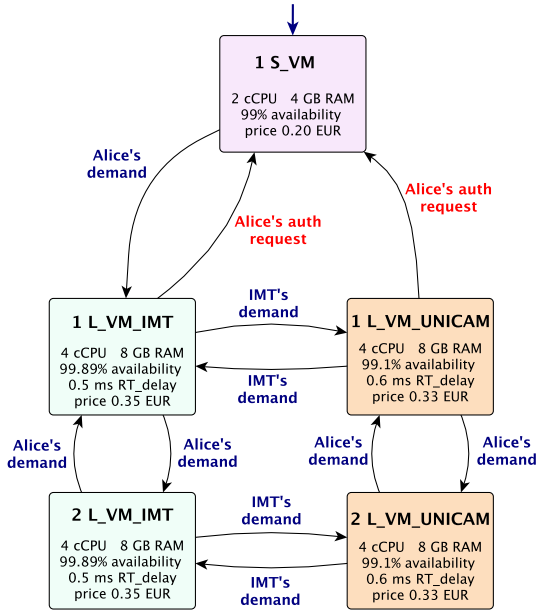 1 S_VM
2 cCPU 4 GB RAM
99% availability
price 0.20 EUR
Alice's
demand
Alice's auth
request
Alice's auth
request
1 L_VM_IMT
4 cCPU 8 GB RAM
99.89% availability
0.5 ms RT_delay
price 0.35 EUR
IMT's
demand
IMT's
demand
1 L_VM_UNICAM
4 cCPU 8 GB RAM
99.1% availability
0.6 ms RT_delay
price 0.33 EUR
Alice's
demand
Alice's
demand
Alice's
demand
Alice's
demand
2 L_VM_IMT
4 cCPU 8 GB RAM
99.89% availability
0.5 ms RT_delay
price 0.35 EUR
IMT's
demand
IMT's
demand
2 L_VM_UNICAM
4 cCPU 8 GB RAM
99.1% availability
0.6 ms RT_delay
price 0.33 EUR